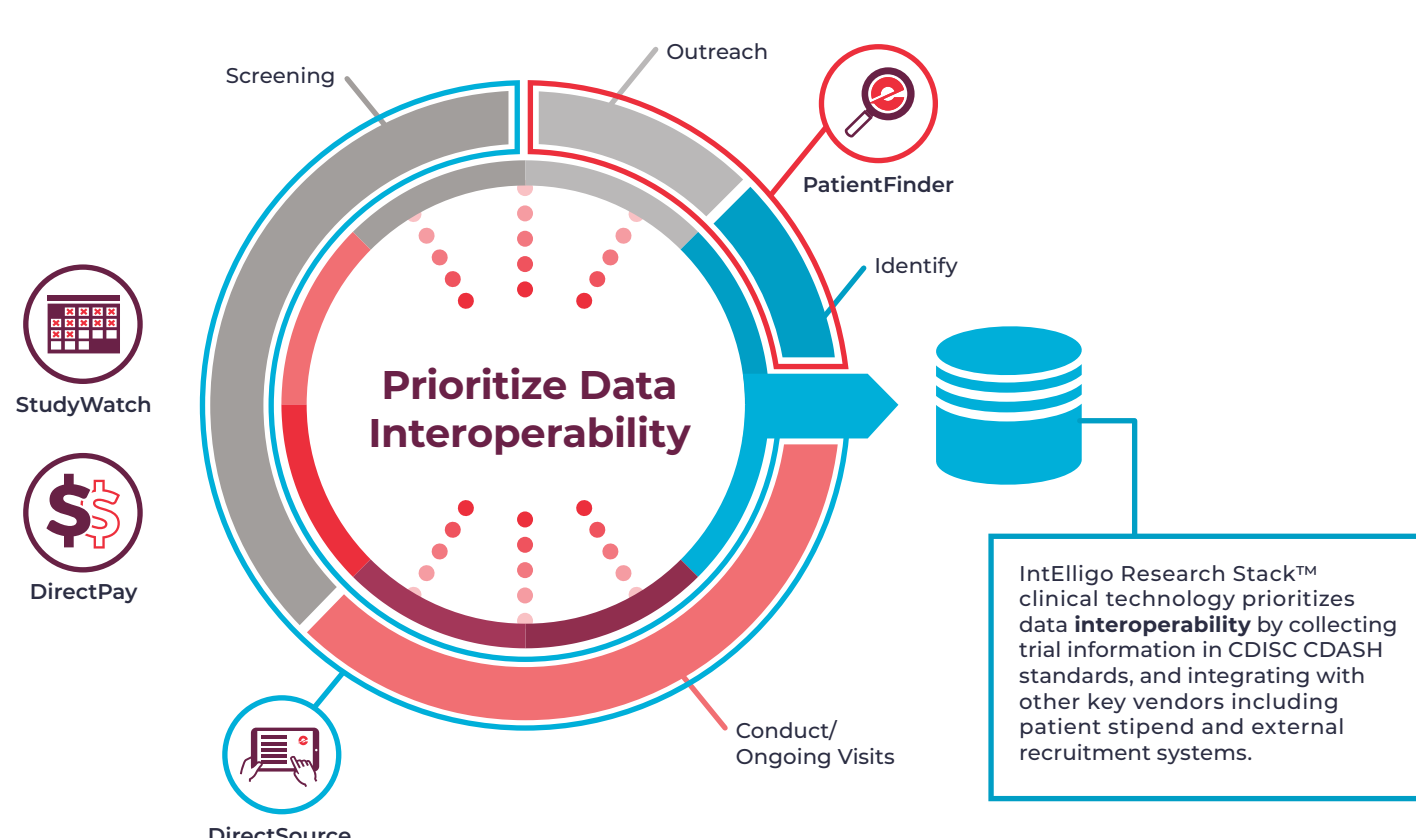 Outreach
Screening
PatientFinder
Identify
Prioritize Data
Interoperability
StudyWatch
DirectPay
IntElligo Research Stack™
clinical technology prioritizes
data interoperability by collecting
trial information in CDISC CDASH
standards, and integrating with
other key vendors including
patient stipend and external
recruitment systems.
Conduct/
Ongoing Visits
DirectSource